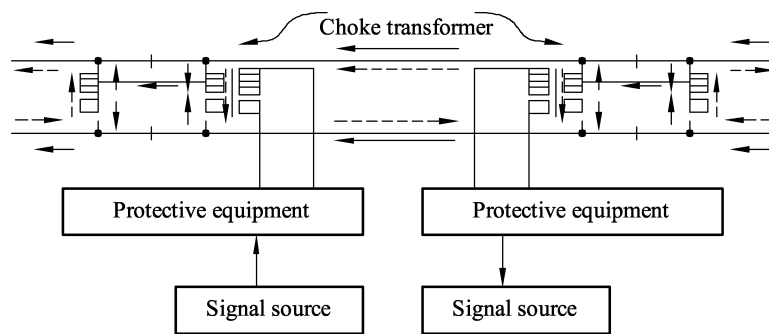 Choke transformer
Protective equipment
Protective equipment
Signal source
Signal source